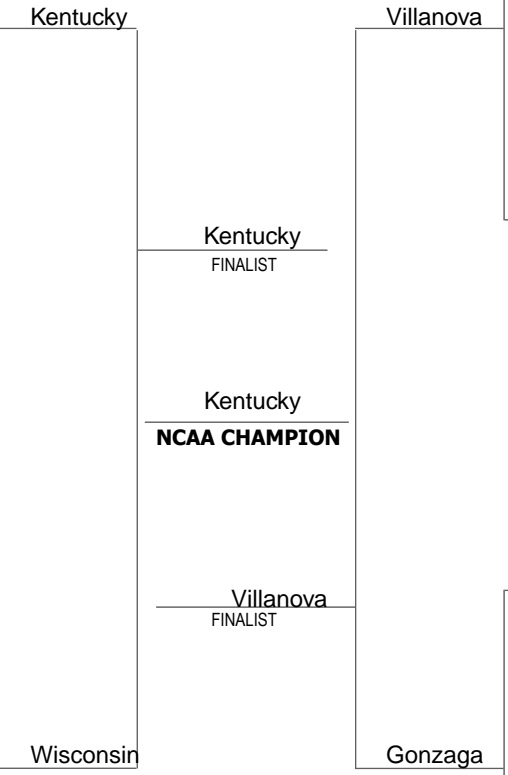 Kentucky
Villanova
Kentucky
FINALIST
Kentucky
NCAA CHAMPION
Villanova
FINALIST
Wisconsin
Gonzaga